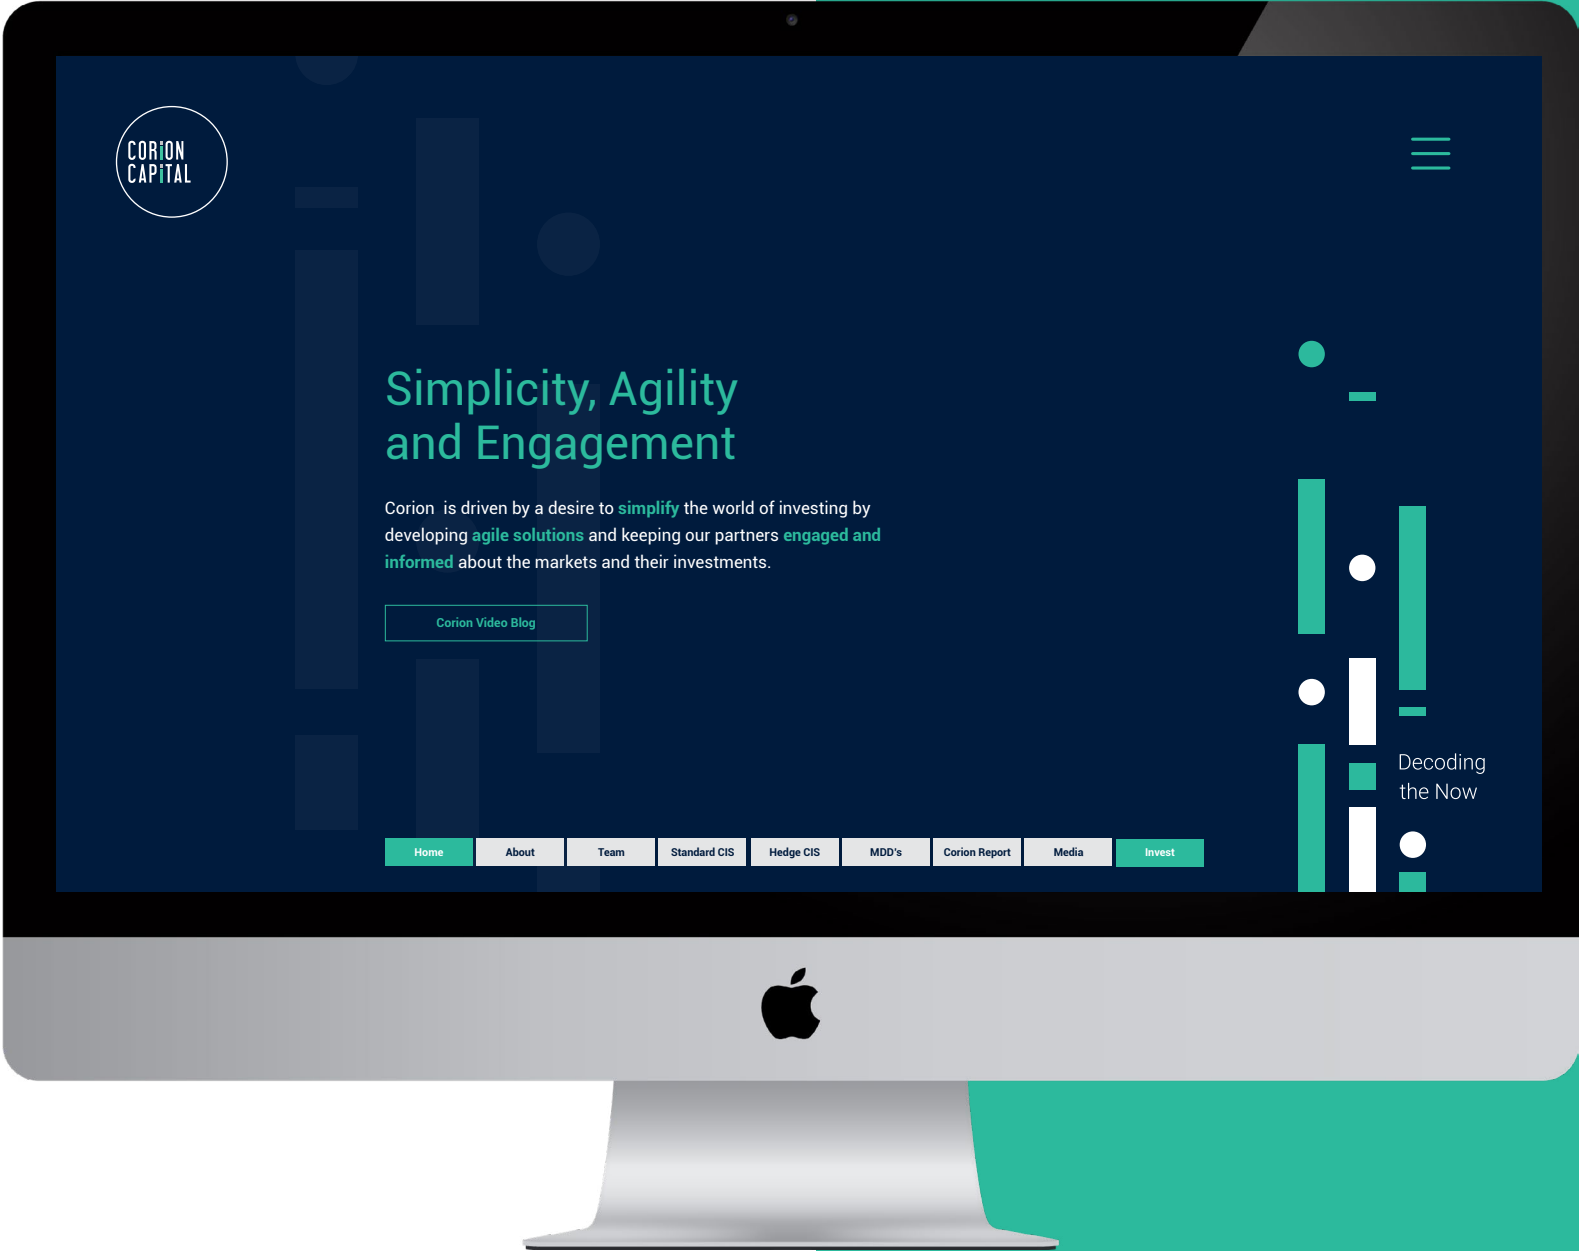 CORiON
CAPiTAL
Simplicity, Agility
and Engagement
Corion  is driven by a desire to simplify the world of investing by
developing agile solutions and keeping our partners engaged and
informed about the markets and their investments.
Corion Video Blog
Decoding
the Now
Home
About
Team
Standard CIS
Hedge CIS
MDD's
Corion Report
Media
Invest